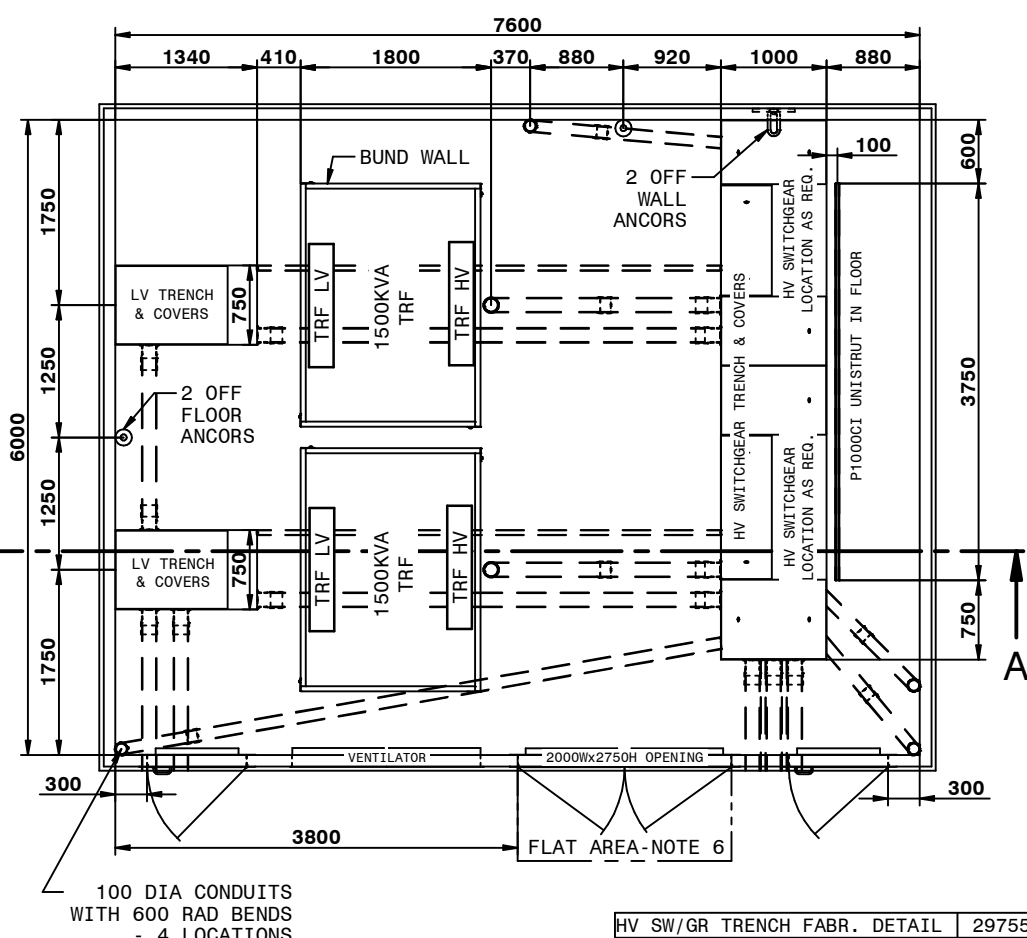 7600
1340
410
1800
370
880
920
1000
880
BUND WALL
100
600
2 OFF
WALL
ANCORS
1750
HV SWITCHGEAR
LOCATION AS REQ.
LV TRENCH
& COVERS
750
TRF LV
1500KVA
TRF
TRF HV
HV SWITCHGEAR TRENCH & COVERS
P1000CI UNISTRUT IN FLOOR
3750
1250
6000
2 OFF
FLOOR
ANCORS
1250
HV SWITCHGEAR
LOCATION AS REQ.
LV TRENCH
& COVERS
750
TRF LV
1500KVA
TRF
TRF HV
750
A
1750
VENTILATOR
2000Wx2750H OPENING
300
300
3800
FLAT AREA-NOTE 6
100 DIA CONDUITS
WITH 600 RAD BENDS
- 4 LOCATIONS
HV SW/GR TRENCH FABR. DETAIL
29755